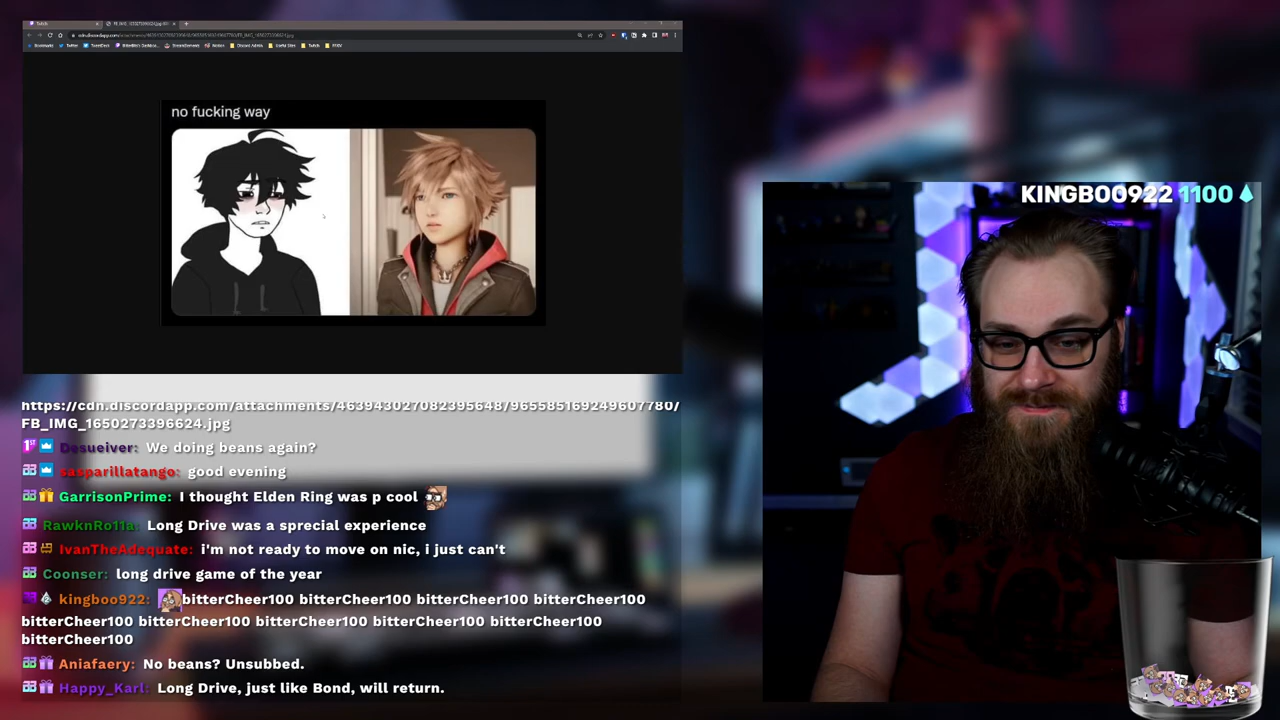 Twitch
no fucking way
KINGBOO922 1100
https://cdn.discordapp.com/attachments/463943027082395648/965585169249607780/
FB_IMG_1650273396624.jpg
Desueiver: We doing beans again?
sasparillatango: good evening
GarrisonPrime: I thought Elden Ring was p cool
RawknRo11a: Long Drive was a sprecial experience
IvanTheAdequate: i'm not ready to move on nic, i just can't
Coonser: long drive game of the year
kingboo922: bitterCheer100 bitterCheer100 bitterCheer100 bitterCheer100
bitterCheer100 bitterCheer100 bitterCheer100 bitterCheer100 bitterCheer100
bitterCheer100
Aniafaery: No beans? Unsubbed.
Happy_Karl: Long Drive, just like Bond, will return.